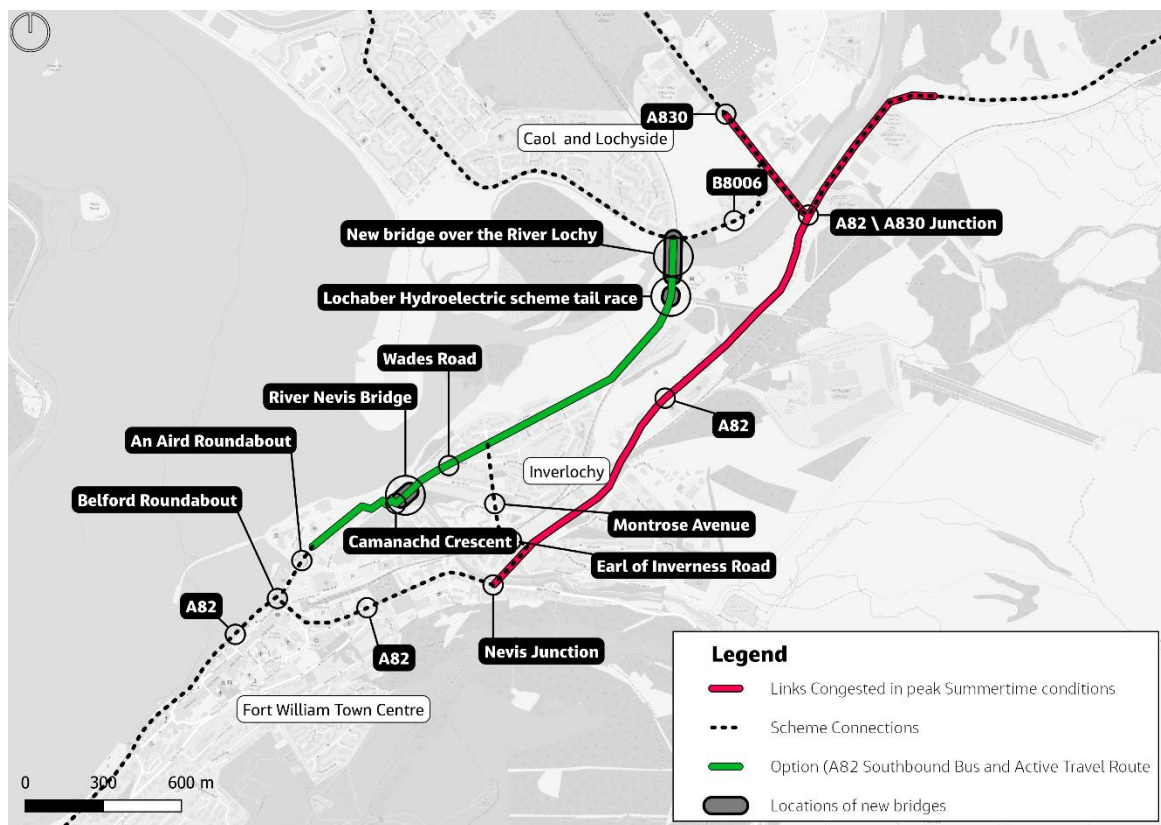 A830
Caol and Lochyside
B8006
A82 \ A830 Junction
New bridge over the River Lochy
Lochaber Hydroelectric scheme tail race
Wades Road
River Nevis Bridge
A82
An Aird Roundabout
Inverlochy
Belford Roundabout
Montrose Avenue
Camanachd Crescent
Earl of Inverness Road
A82
A82
Nevis Junction
Fort William Town Centre
Legend
Links Congested in peak Summertime conditions
Scheme Connections
Option (A82 Southbound Bus and Active Travel Route
Locations of new bridges
0 300 600 m